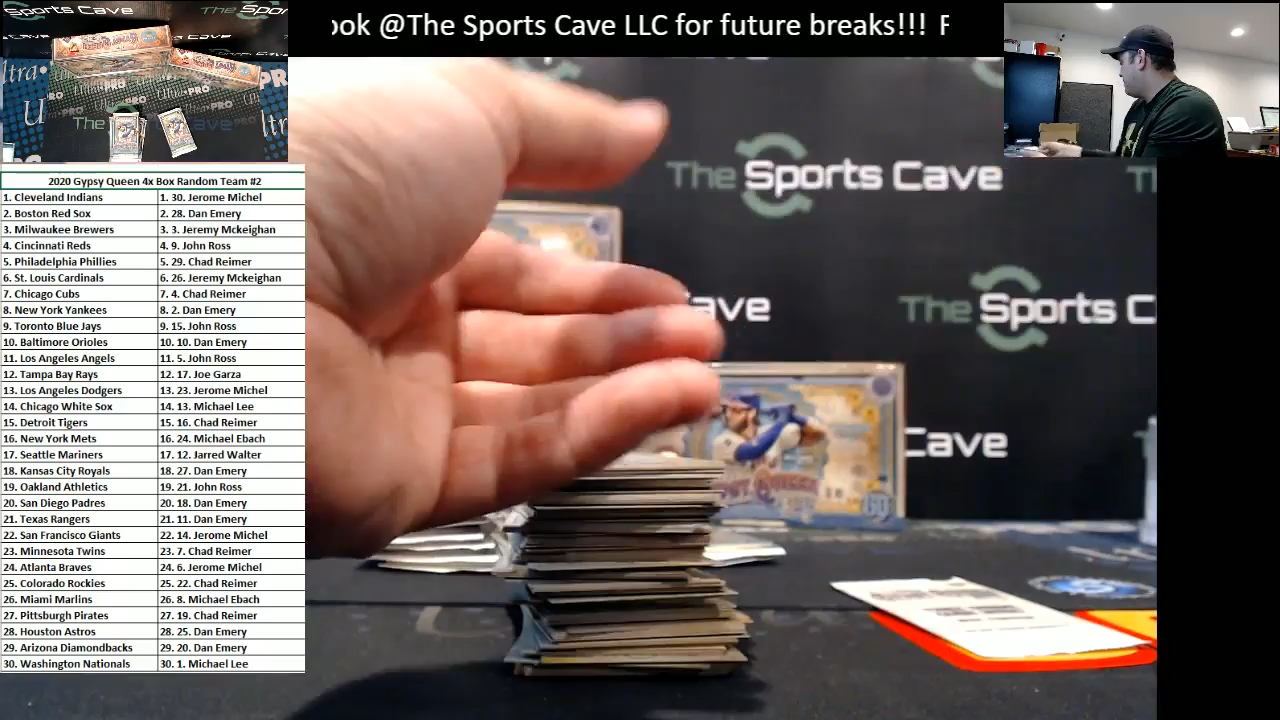 ook @The Sports Cave LLC for future breaks!!! F
2020 Gypsy Queen 4x Box Random Team #2
1. Cleveland Indians 1. 30. Jerome Michel
2. Boston Red Sox 2. 28. Dan Emery
3. Milwaukee Brewers 3. 3. Jeremy Mckeighan
4. Cincinnati Reds 4. 9. John Ross
5. Philadelphia Phillies 5. 29. Chad Reimer
6. St. Louis Cardinals 6. 26. Jeremy Mckeighan
7. Chicago Cubs 7. 4. Chad Reimer
8. New York Yankees 8. 2. Dan Emery
9. Toronto Blue Jays 9. 15. John Ross
10. Baltimore Orioles 10. 10. Dan Emery
11. Los Angeles Angels 11. 5. John Ross
12. Tampa Bay Rays 12. 17. Joe Garza
13. Los Angeles Dodgers 13. 23. Jerome Michel
14. Chicago White Sox 14. 13. Michael Lee
15. Detroit Tigers 15. 16. Chad Reimer
16. New York Mets 16. 24. Michael Ebach
17. Seattle Mariners 17. 12. Jarred Walter
18. Kansas City Royals 18. 27. Dan Emery
19. Oakland Athletics 19. 21. John Ross
20. San Diego Padres 20. 18. Dan Emery
21. Texas Rangers 21. 11. Dan Emery
22. San Francisco Giants 22. 14. Jerome Michel
23. Minnesota Twins 23. 7. Chad Reimer
24. Atlanta Braves 24. 6. Jerome Michel
25. Colorado Rockies 25. 22. Chad Reimer
26. Miami Marlins 26. 8. Michael Ebach
27. Pittsburgh Pirates 27. 19. Chad Reimer
28. Houston Astros 28. 25. Dan Emery
29. Arizona Diamondbacks 29. 20. Dan Emery
30. Washington Nationals 30. 1. Michael Lee
The Sports Cave
Cave
The Sports C
Cave